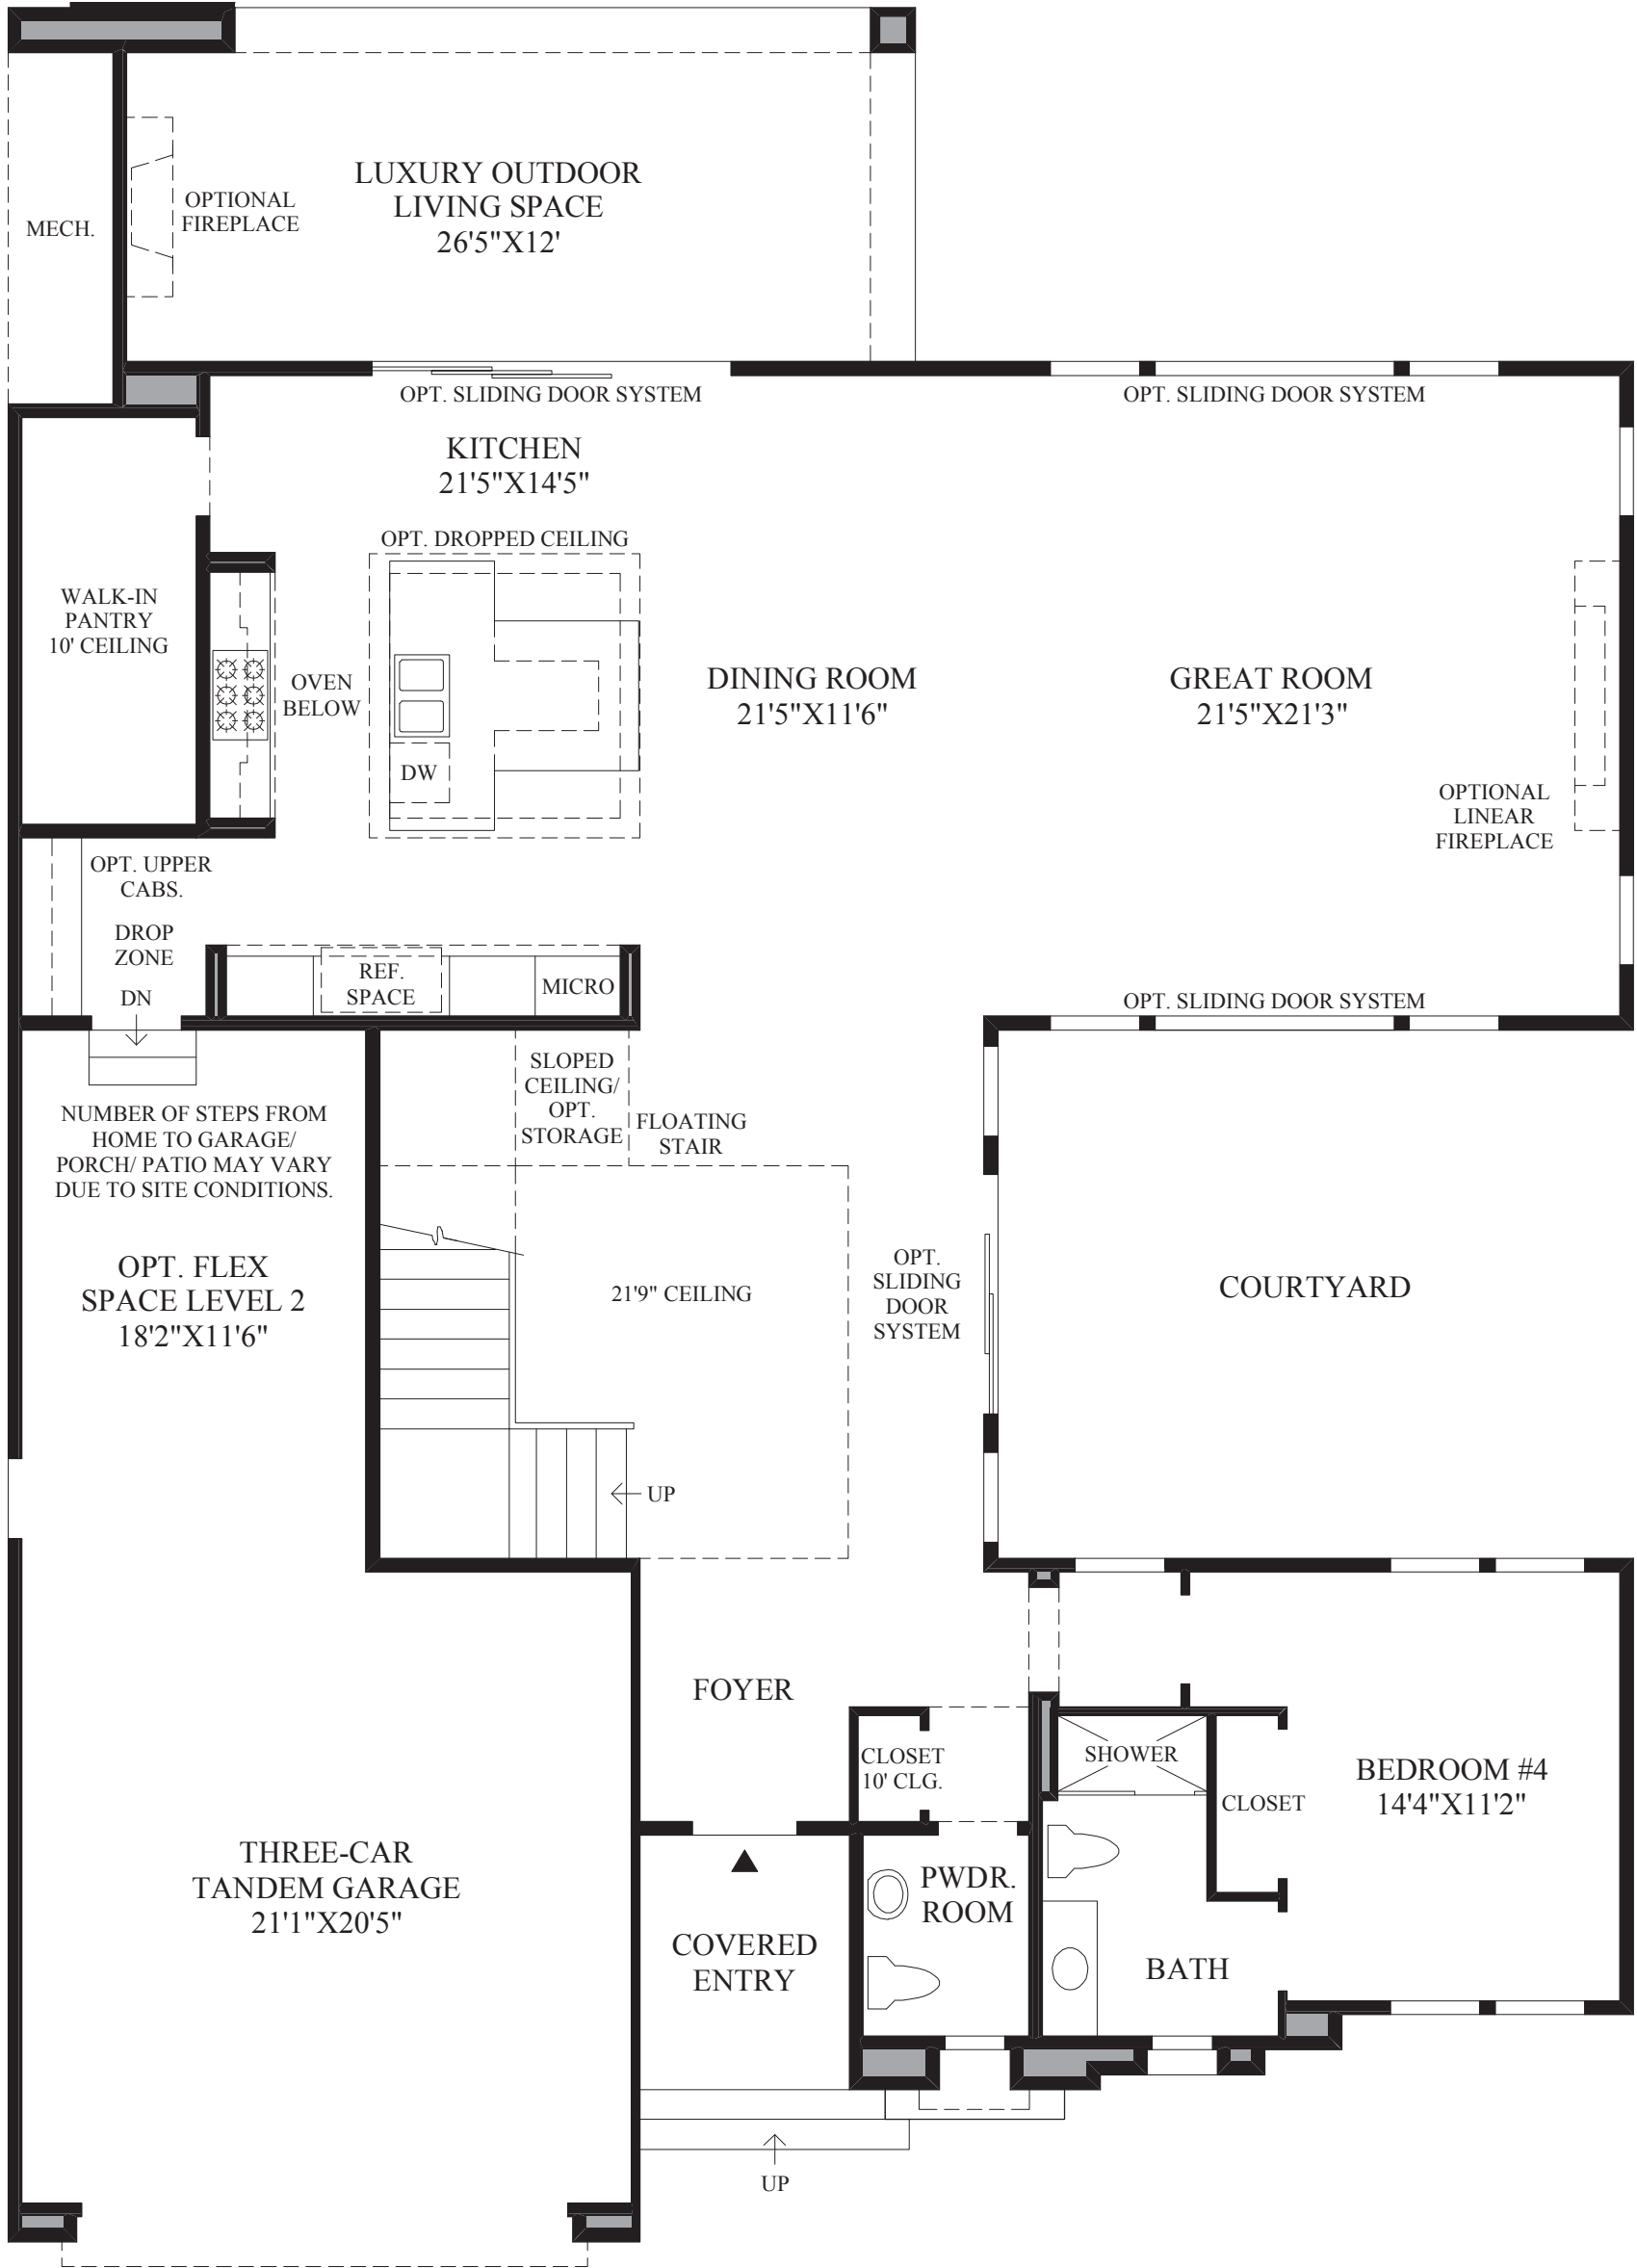 LUXURY OUTDOOR
LIVING SPACE
26'5"X12'
OPTIONAL
FIREPLACE
MECH.
OPT. SLIDING DOOR SYSTEM
OPT. SLIDING DOOR SYSTEM
KITCHEN
21'5"X14'5"
OPT. DROPPED CEILING
WALK-IN
PANTRY
10' CEILING
OVEN
BELOW
DW
DINING ROOM
21'5"X11'6"
GREAT ROOM
21'5"X21'3"
OPTIONAL
LINEAR
FIREPLACE
OPT. UPPER
CABS.
DROP
ZONE
DN
REF.
SPACE
MICRO
OPT. SLIDING DOOR SYSTEM
SLOPED
CEILING/
OPT.
STORAGE
FLOATING
STAIR
NUMBER OF STEPS FROM
HOME TO GARAGE/
PORCH/ PATIO MAY VARY
DUE TO SITE CONDITIONS.
OPT. FLEX
SPACE LEVEL 2
18'2"X11'6"
21'9" CEILING
OPT.
SLIDING
DOOR
SYSTEM
COURTYARD
UP
FOYER
CLOSET
10' CLG.
SHOWER
CLOSET
BEDROOM #4
14'4"X11'2"
THREE-CAR
TANDEM GARAGE
21'1"X20'5"
COVERED
ENTRY
PWDR.
ROOM
BATH
UP